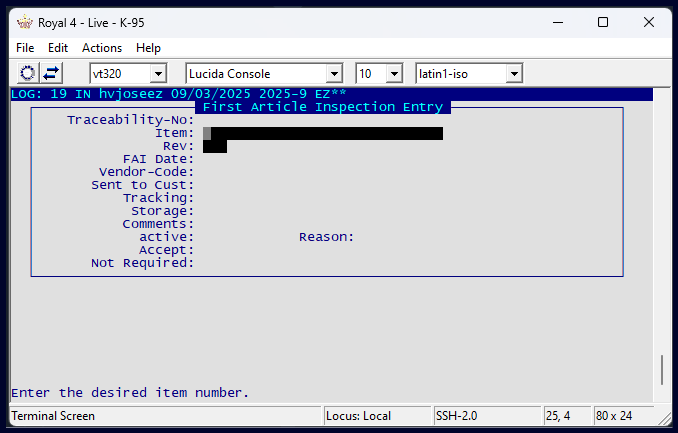 Royal 4 - Live - K-95
File Edit Actions Help
vt320 Lucida Console 10 latin1-iso
LOG: 19 IN hvjoseez 09/03/2025 2025-9 EZ**
First Article Inspection Entry
Traceability-No:
Item:
Rev:
FAI Date:
Vendor-Code:
Sent to Cust:
Tracking:
Storage:
Comments:
active: Reason:
Accept:
Not Required:
Enter the desired item number.
Terminal Screen Locus: Local SSH-2.0 25, 4 80 x 24